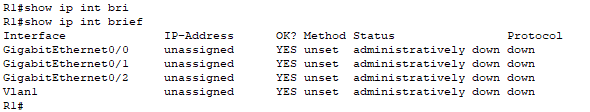 R1#show ip int bri
R1#show ip int brief
Interface              IP-Address      OK? Method Status                Protocol
GigabitEthernet0/0     unassigned      YES unset  administratively down down
GigabitEthernet0/1     unassigned      YES unset  administratively down down
GigabitEthernet0/2     unassigned      YES unset  administratively down down
Vlan1                  unassigned      YES unset  administratively down down
R1#